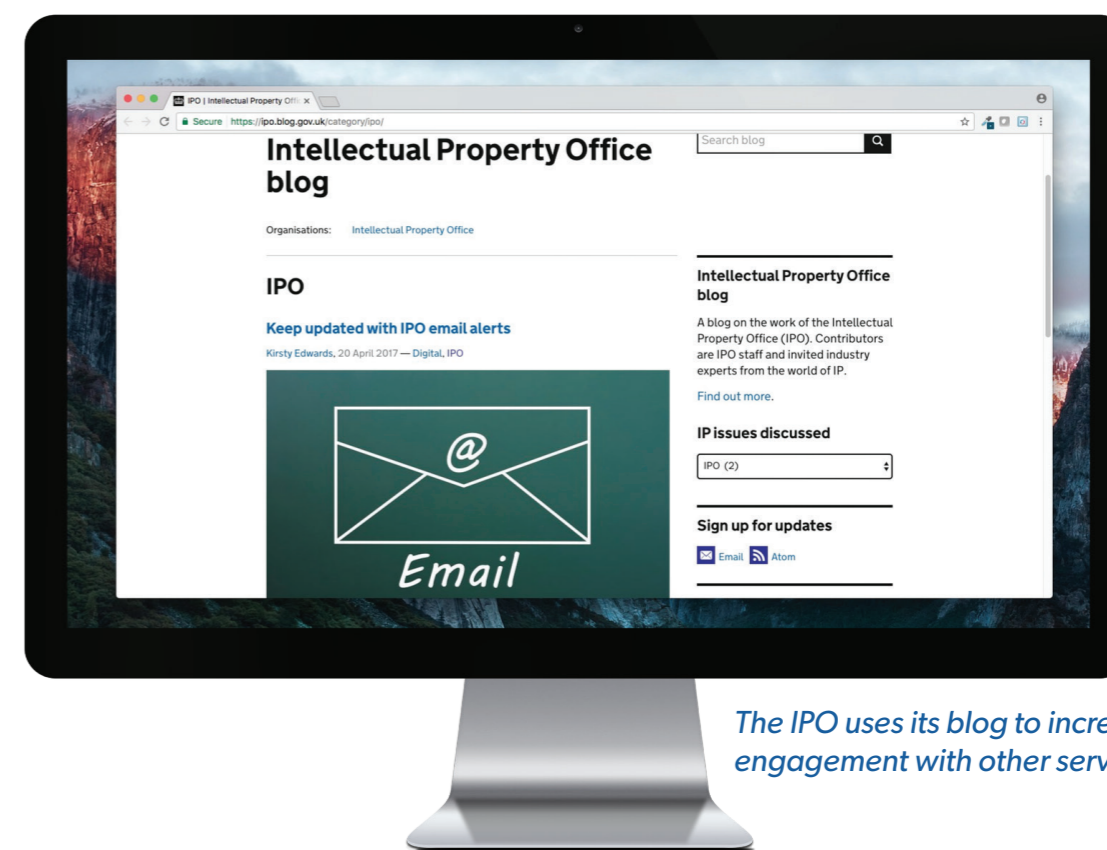 IPO | Intellectual Property Offi
Secure https://ipo.blog.gov.uk/category/ipo/
Intellectual Property Office
blog
Search blog
Organisations: Intellectual Property Office
IPO
Keep updated with IPO email alerts
Kirsty Edwards, 20 April 2017 — Digital, IPO
@
Email
Intellectual Property Office
blog
A blog on the work of the Intellectual
Property Office (IPO). Contributors
are IPO staff and invited industry
experts from the world of IP.
Find out more.
IP issues discussed
IPO (2)
Sign up for updates
Email Atom
The IPO uses its blog to incre
engagement with other serv